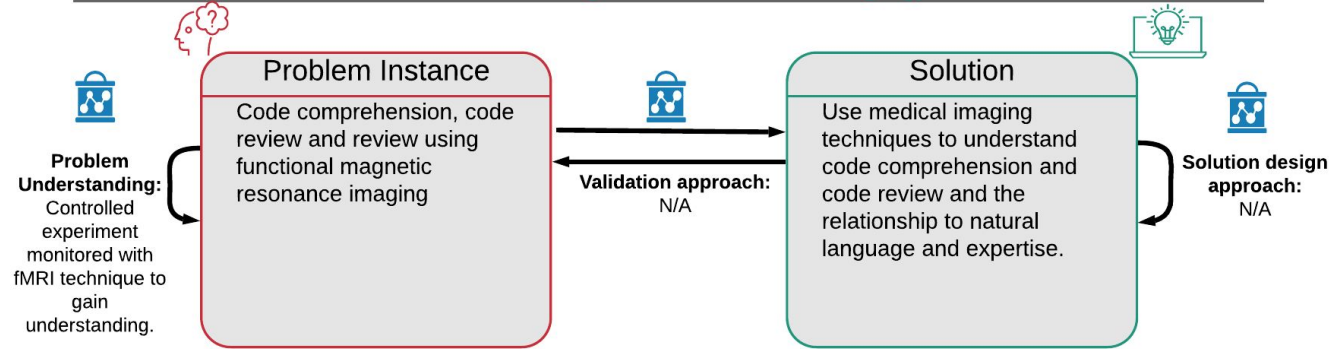 Problem Instance
Code comprehension, code
review and review using
functional magnetic
resonance imaging
Problem
Understanding:
Controlled
experiment
monitored with
fMRI technique to
gain
understanding.
Validation approach:
N/A
Solution
Use medical imaging
techniques to understand
code comprehension and
code review and the
relationship to natural
language and expertise.
Solution design
approach:
N/A